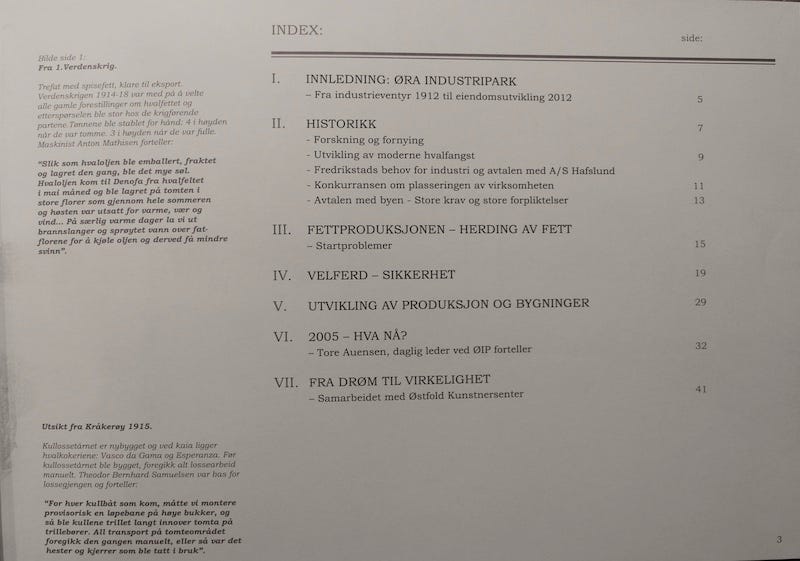 Bilde side 1:
Fra 1.Verdenskrig.
Trefat med spisefett, klare til eksport.
Verdenskrigen 1914-18 var med på å velte
alle gamle forestillinger om hvalfettet og
etterspørselen ble stor hos de krigførende
partene.Tønnene ble stablet for hånd: 4 i høyden
når de var tomme. 3 i høyden når de var fulle.
Maskinist Anton Mathisen forteller:
"Slik som hvaloljen ble emballert, fraktet
og lagret den gang, ble det mye søl.
Hvaloljen kom til Denofa fra hvalfeltet
i mai måned og ble lagret på tomten i
store florer som gjennom hele sommeren
og høsten var utsatt for varme, vær og
vind... På særlig varme dager la vi ut
brannslanger og sprøytet vann over fat-
florene for å kjøle oljen og derved få mindre
svinn".
Utsikt fra Kråkerøy 1915.
Kullossetårnet er nybygget og ved kaia ligger
hvalkokeriene: Vasco da Gama og Esperanza. Før
kullossetårnet ble bygget, foregikk alt lossearbeid
manuelt. Theodor Bernhard Samuelsen var bas for
lossegjengen og forteller:
"For hver kullbåt som kom, måtte vi montere
provisorisk en løpebane på høye bukker, og
så ble kullene trillet langt innover tomta på
trillebører. All transport på tomteområdet
foregikk den gangen manuelt, eller så var det
hester og kjerrer som ble tatt i bruk".
INDEX:
side:
I. INNLEDNING: ØRA INDUSTRIPARK
– Fra industrieventyr 1912 til eiendomsutvikling 2012 5
II. HISTORIKK 7
- Forskning og fornying
- Utvikling av moderne hvalfangst 9
- Fredrikstads behov for industri og avtalen med A/S Hafslund
- Konkurransen om plasseringen av virksomheten 11
- Avtalen med byen - Store krav og store forpliktelser 13
III. FETTPRODUKSJONEN – HERDING AV FETT
– Startproblemer 15
IV. VELFERD – SIKKERHET 19
V. UTVIKLING AV PRODUKSJON OG BYGNINGER 29
VI. 2005 – HVA NÅ?
– Tore Auensen, daglig leder ved ØIP forteller 32
VII. FRA DRØM TIL VIRKELIGHET
– Samarbeidet med Østfold Kunstnersenter 41
3